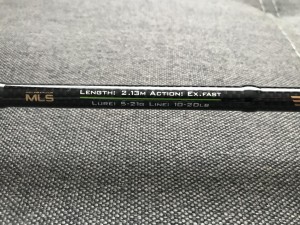 MLS
LENGTH: 2.13M ACTION: EX.FAST
LURE: 5-21G LINE: 10-20LB